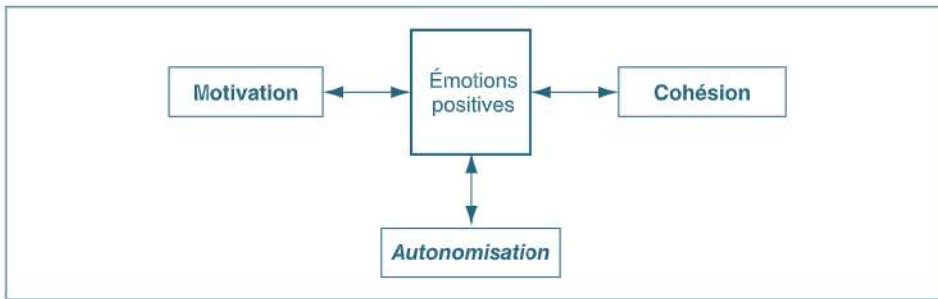 Motivation
Émotions
positives
Cohésion
Autonomisation